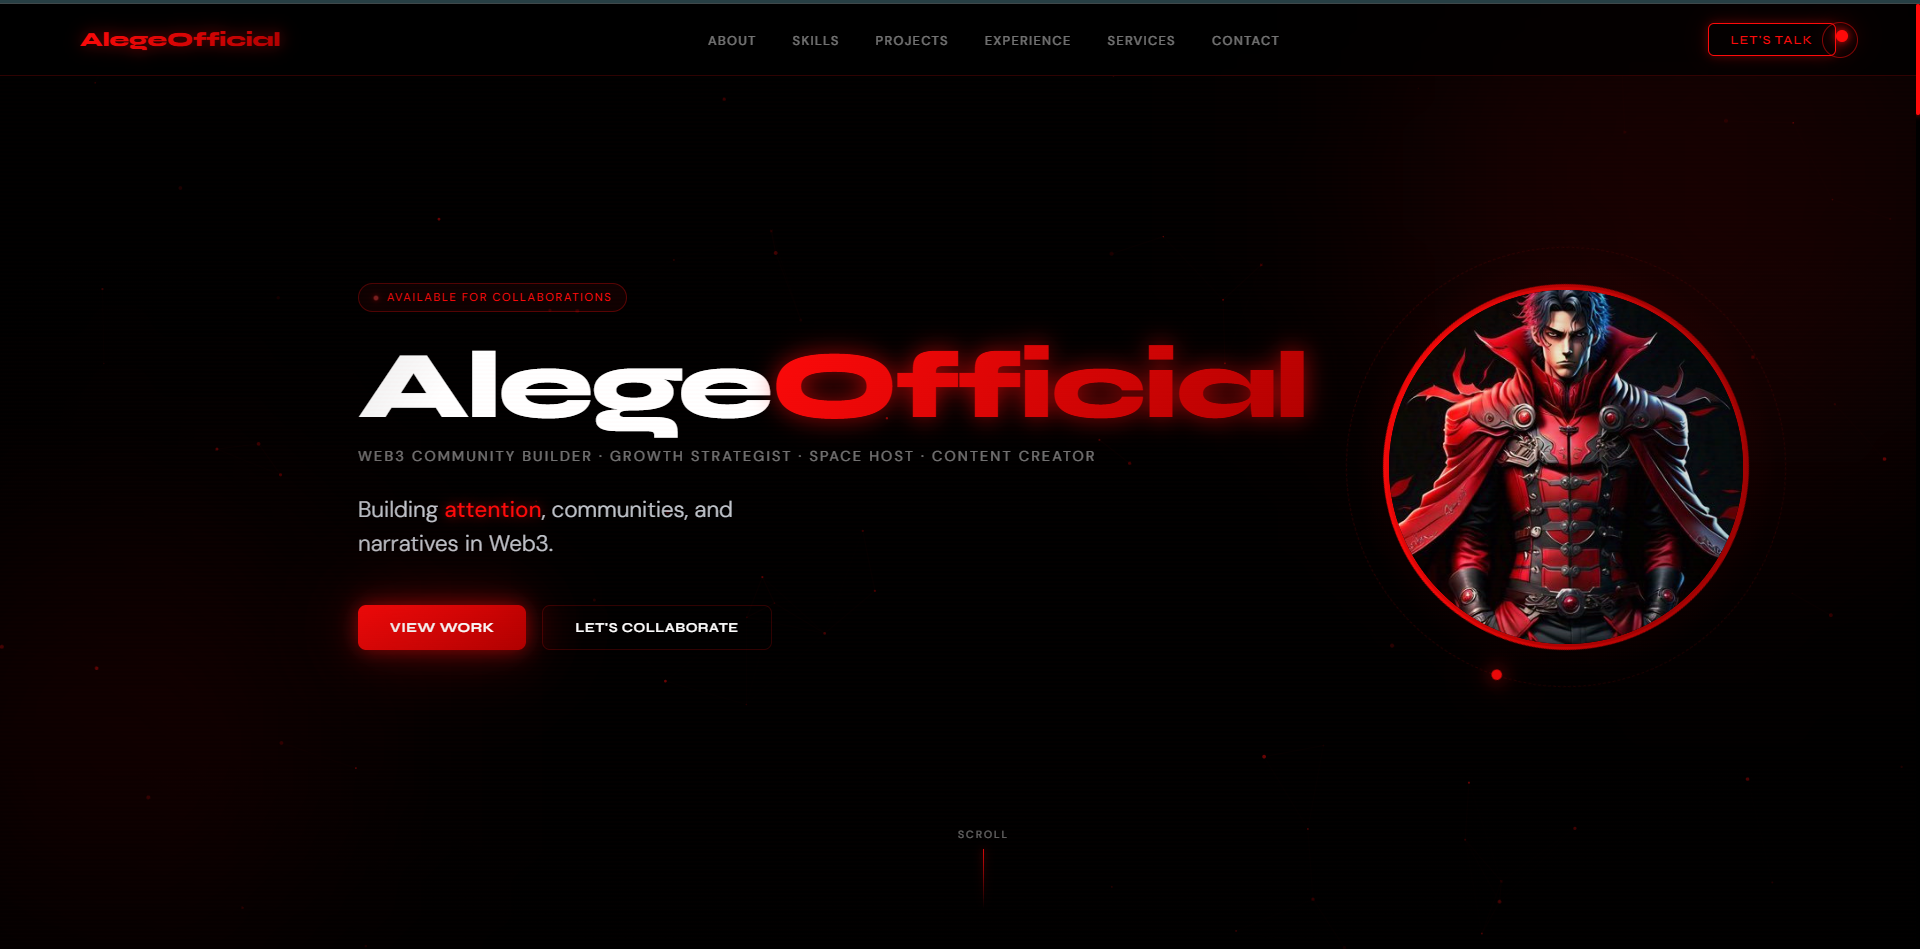 AlegeOfficial
ABOUT
SKILLS
PROJECTS
EXPERIENCE
SERVICES
CONTACT
LET'S TALK
AVAILABLE FOR COLLABORATIONS
AlegeOfficial
WEB3 COMMUNITY BUILDER · GROWTH STRATEGIST · SPACE HOST · CONTENT CREATOR
Building attention, communities, and
narratives in Web3.
VIEW WORK
LET'S COLLABORATE
SCROLL